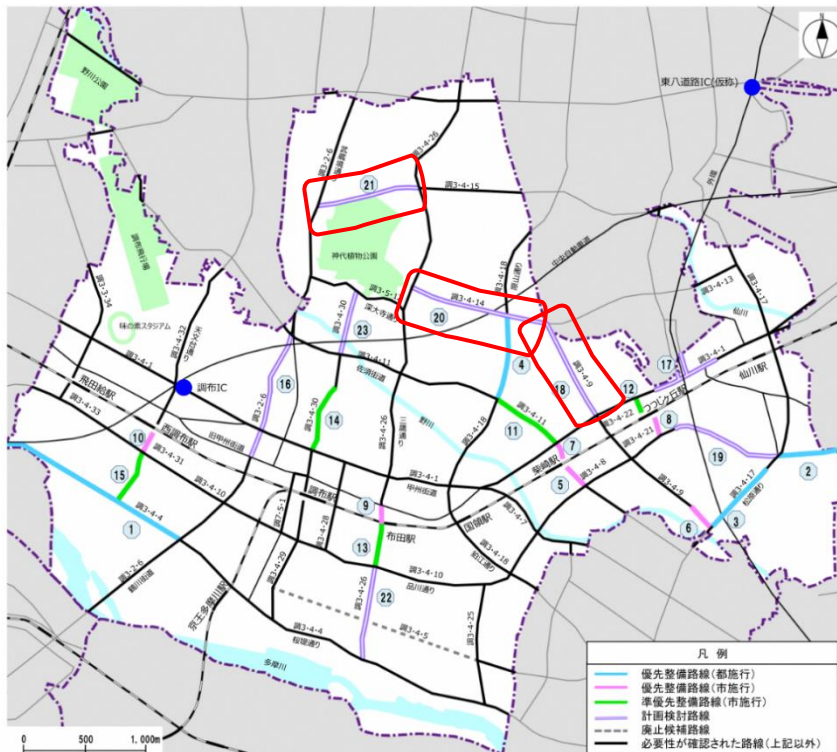 N
野川公園
東八道路IC(仮称)
調3・2・6
武蔵境通り
調3・4・26
21
調3・4・15
外環
中央自動車道
調布飛行場
神代植物公園
調3・4・18
原山通り
調3・4・13
調3・4・17
仙川
調3・3・34
味の素スタジアム
調3・4・32
天文台通り
深大寺通り
調3・4・30
調3・4・14
20
23
4
調3・4・9
18
17
調3・4・1
仙川駅
調3・4・1
調布IC
16
調3・2・6
調3・4・11
佐須街道
12
つつじヶ丘駅
調3・4・22
飛田給駅
調3・4・33
旧甲州街道
調3・4・30
14
三鷹通り
調3・4・26
野川
調3・4・18
調3・4・11
11
7
柴崎駅
調3・4・21
8
19
10
西調布駅
調3・4・31
15
調3・4・10
調3・4・1
甲州街道
調3・4・8
5
調3・4・17
松原通り
2
調3・4・4
1
調布駅
9
布田駅
国領駅
調3・4・7
調3・4・9
6
3
調3・4・28
13
調3・4・18
狛江通り
調3・2・6
鶴川街道
京王多摩川駅
調3・4・29
調3・4・10
品川通り
22
調3・4・26
調3・4・5
調3・4・25
調3・4・4
桜堤通り
多摩川
凡 例
優先整備路線(都施行)
優先整備路線(市施行)
準優先整備路線(市施行)
計画検討路線
廃止候補路線
必要性が確認された路線(上記以外)
0 500 1,000m